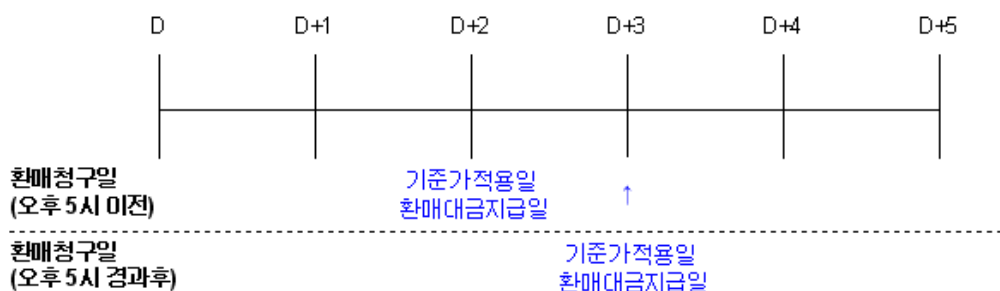 D D+1 D+2 D+3 D+4 D+5
환매청구일
(오후 5시 이전)
기준가적용일
환매대금지급일
↑
환매청구일
(오후 5시 경과후)
기준가적용일
환매대금지급일